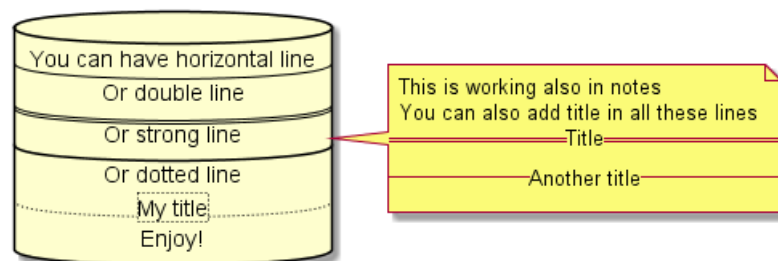 You can have horizontal line
Or double line
Or strong line
Or dotted line
My title
Enjoy!
This is working also in notes
You can also add title in all these lines
Title
Another title